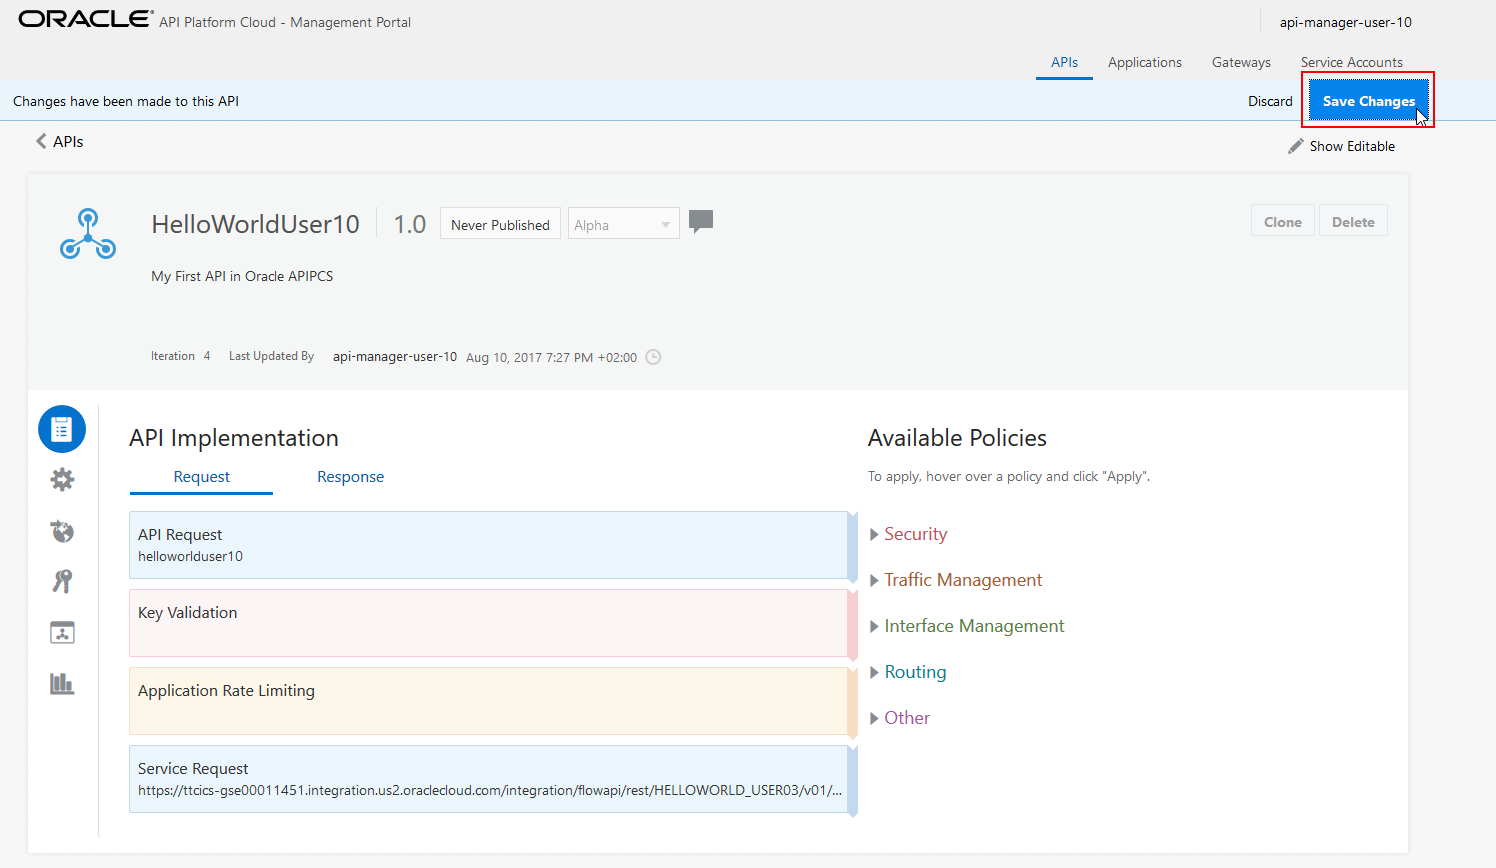 ORACLE API Platform Cloud - Management Portal
api-manager-user-10
APIs Applications Gateways Service Accounts
Changes have been made to this API
Discard Save Changes
APIs
Show Editable
HelloWorldUser10 1.0 Never Published Alpha
Clone Delete
My First API in Oracle APIPCS
Iteration 4 Last Updated By api-manager-user-10 Aug 10, 2017 7:27 PM +02:00
API Implementation
Request Response
API Request
helloworlduser10
Key Validation
Application Rate Limiting
Service Request
https://ttcics-gse00011451.integration.us2.oraclecloud.com/integration/flowapi/rest/HELLOWORLD_USER03/v01/...
Available Policies
To apply, hover over a policy and click "Apply".
Security
Traffic Management
Interface Management
Routing
Other